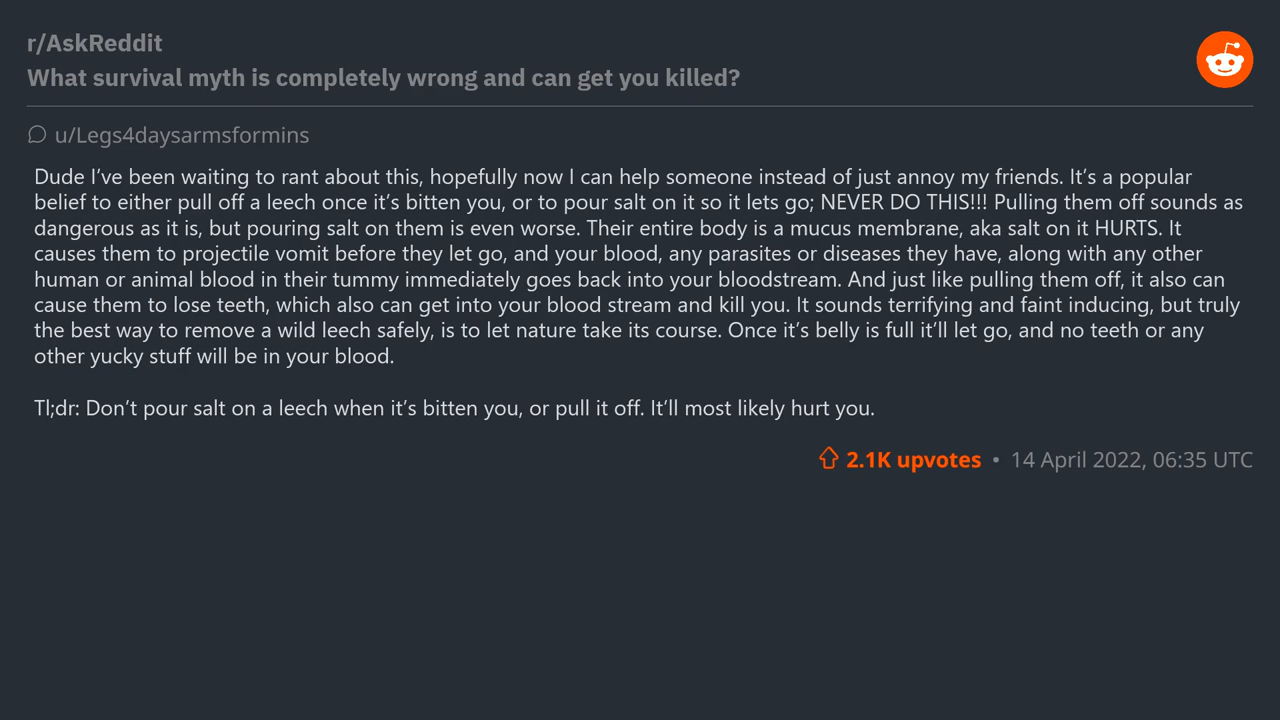 r/AskReddit
What survival myth is completely wrong and can get you killed?
u/Legs4daysarmsformins
Dude I’ve been waiting to rant about this, hopefully now I can help someone instead of just annoy my friends. It’s a popular
belief to either pull off a leech once it’s bitten you, or to pour salt on it so it lets go; NEVER DO THIS!!! Pulling them off sounds as
dangerous as it is, but pouring salt on them is even worse. Their entire body is a mucus membrane, aka salt on it HURTS. It
causes them to projectile vomit before they let go, and your blood, any parasites or diseases they have, along with any other
human or animal blood in their tummy immediately goes back into your bloodstream. And just like pulling them off, it also can
cause them to lose teeth, which also can get into your blood stream and kill you. It sounds terrifying and faint inducing, but truly
the best way to remove a wild leech safely, is to let nature take its course. Once it’s belly is full it’ll let go, and no teeth or any
other yucky stuff will be in your blood.
Tl;dr: Don’t pour salt on a leech when it’s bitten you, or pull it off. It’ll most likely hurt you.
2.1K upvotes • 14 April 2022, 06:35 UTC